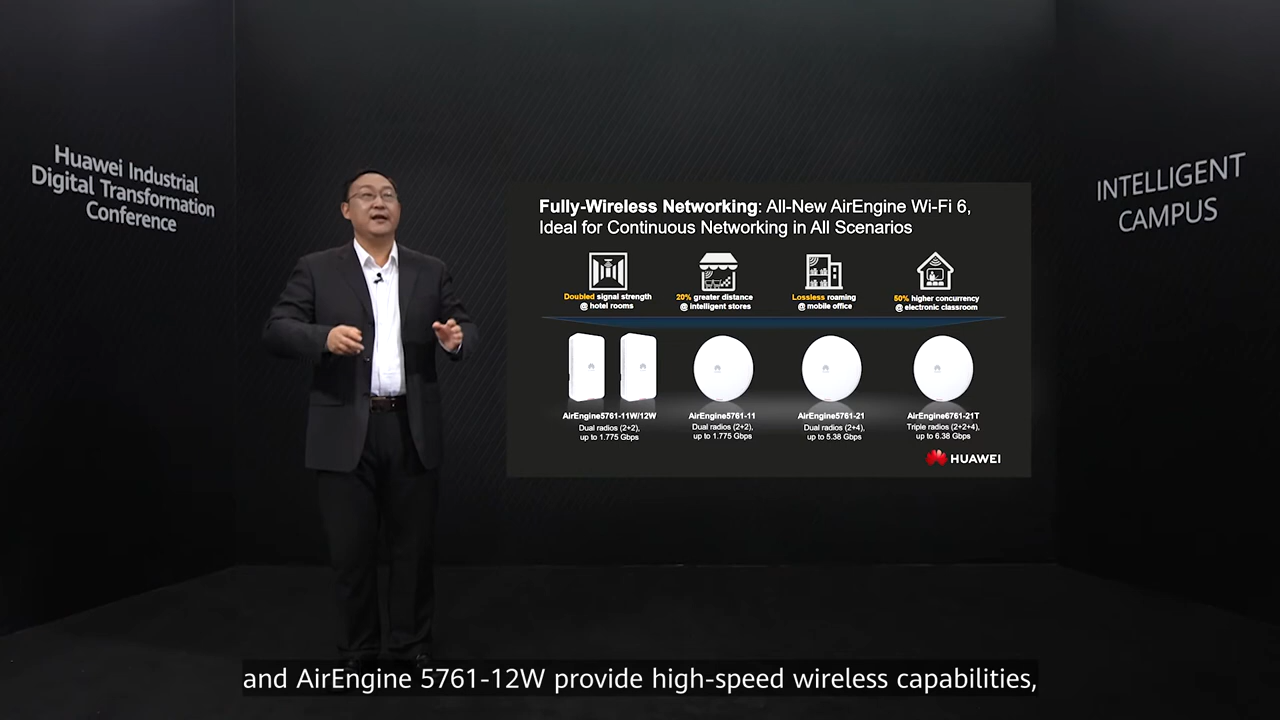 Huawei Industrial
Digital Transformation
Conference
INTELLIGENT
CAMPUS
Fully-Wireless Networking: All-New AirEngine Wi-Fi 6,
Ideal for Continuous Networking in All Scenarios
Doubled signal strength
@ hotel rooms
20% greater distance
@ intelligent stores
Lossless roaming
@ mobile office
50% higher concurrency
@ electronic classroom
AirEngine5761-11W/12W
Dual radios (2+2),
up to 1.775 Gbps
AirEngine5761-11
Dual radios (2+2),
up to 1.775 Gbps
AirEngine5761-21
Dual radios (2+4),
up to 5.38 Gbps
AirEngine6761-21T
Triple radios (2+2+4),
up to 6.38 Gbps
HUAWEI
and AirEngine 5761-12W provide high-speed wireless capabilities,